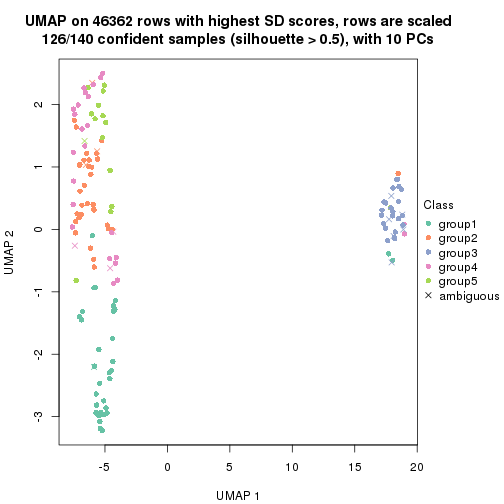 UMAP on 46362 rows with highest SD scores, rows are scaled
126/140 confident samples (silhouette > 0.5), with 10 PCs
UMAP 2
2
1
0
-1
-2
-3
-5
0
5
10
15
20
UMAP 1
Class
group1
group2
group3
group4
group5
ambiguous